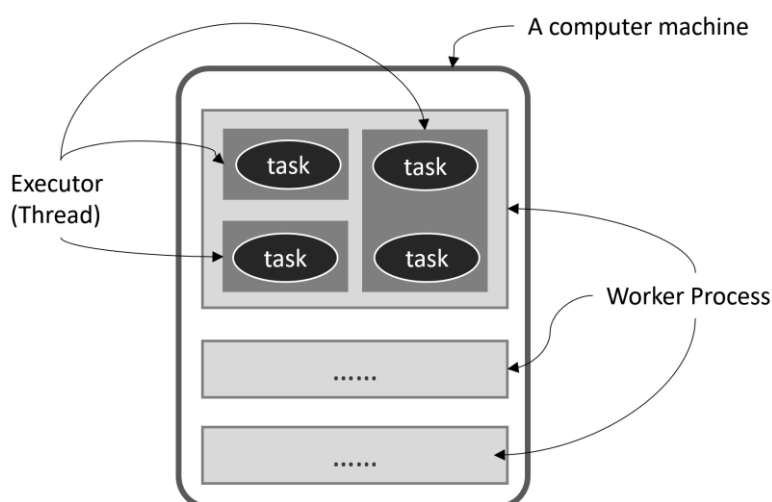 A computer machine
task
task
Executor
(Thread)
task
task
Worker Process
......
......